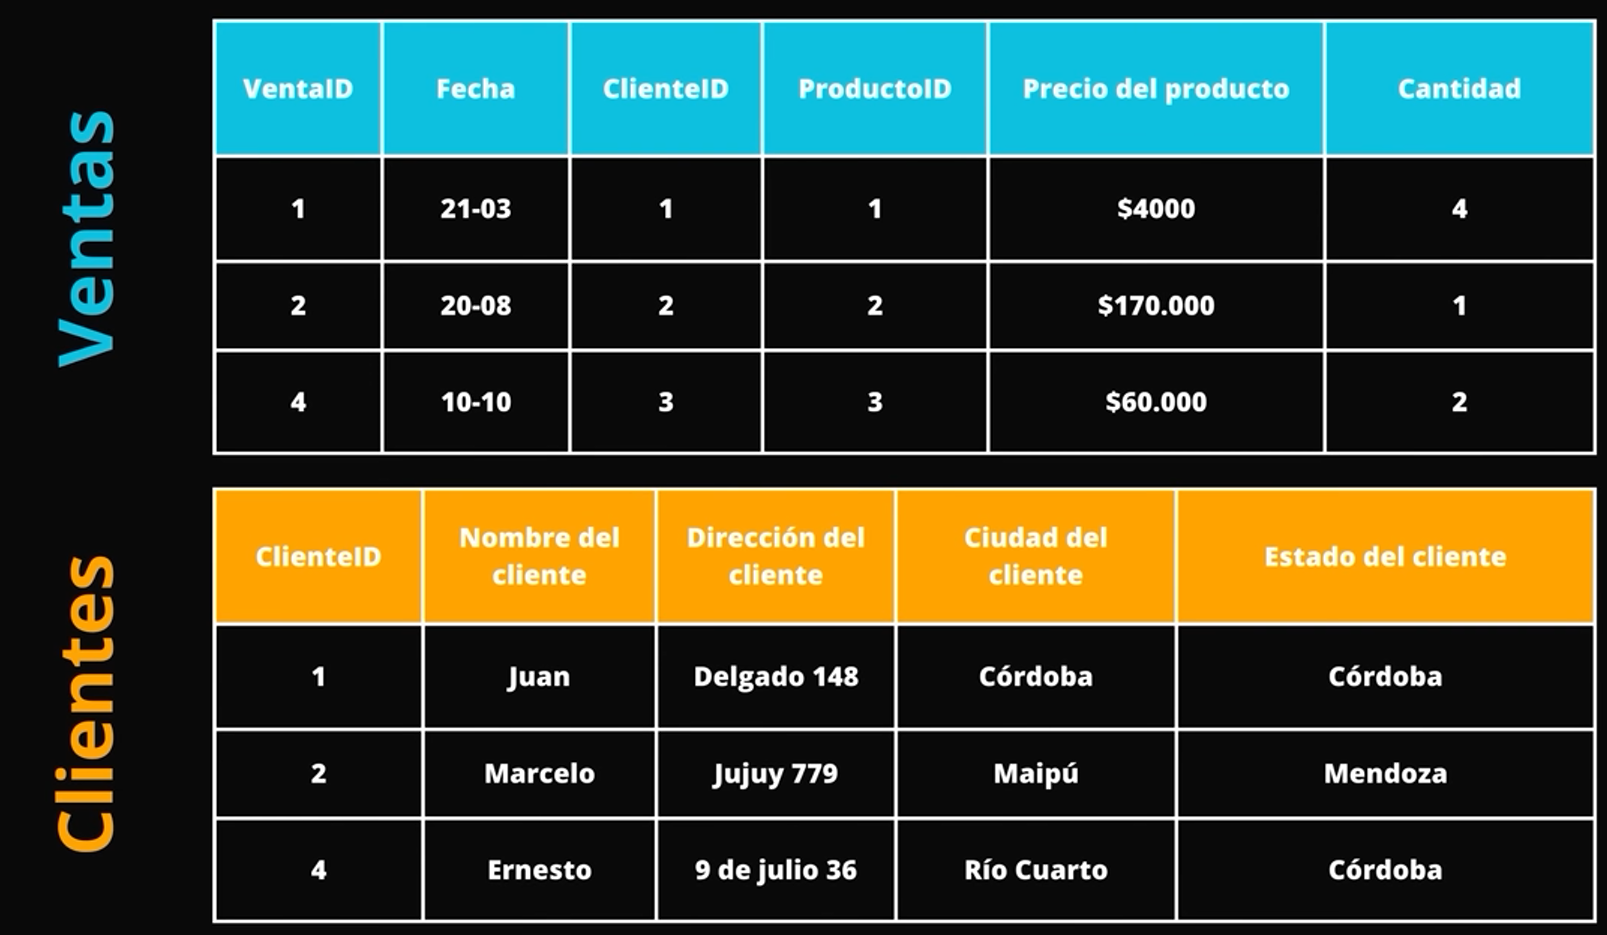 Ventas
VentaID Fecha ClienteID ProductoID Precio del producto Cantidad
1 21-03 1 1 $4000 4
2 20-08 2 2 $170.000 1
4 10-10 3 3 $60.000 2
Clientes
ClienteID Nombre del cliente Dirección del cliente Ciudad del cliente Estado del cliente
1 Juan Delgado 148 Córdoba Córdoba
2 Marcelo Jujuy 779 Maipú Mendoza
4 Ernesto 9 de julio 36 Río Cuarto Córdoba